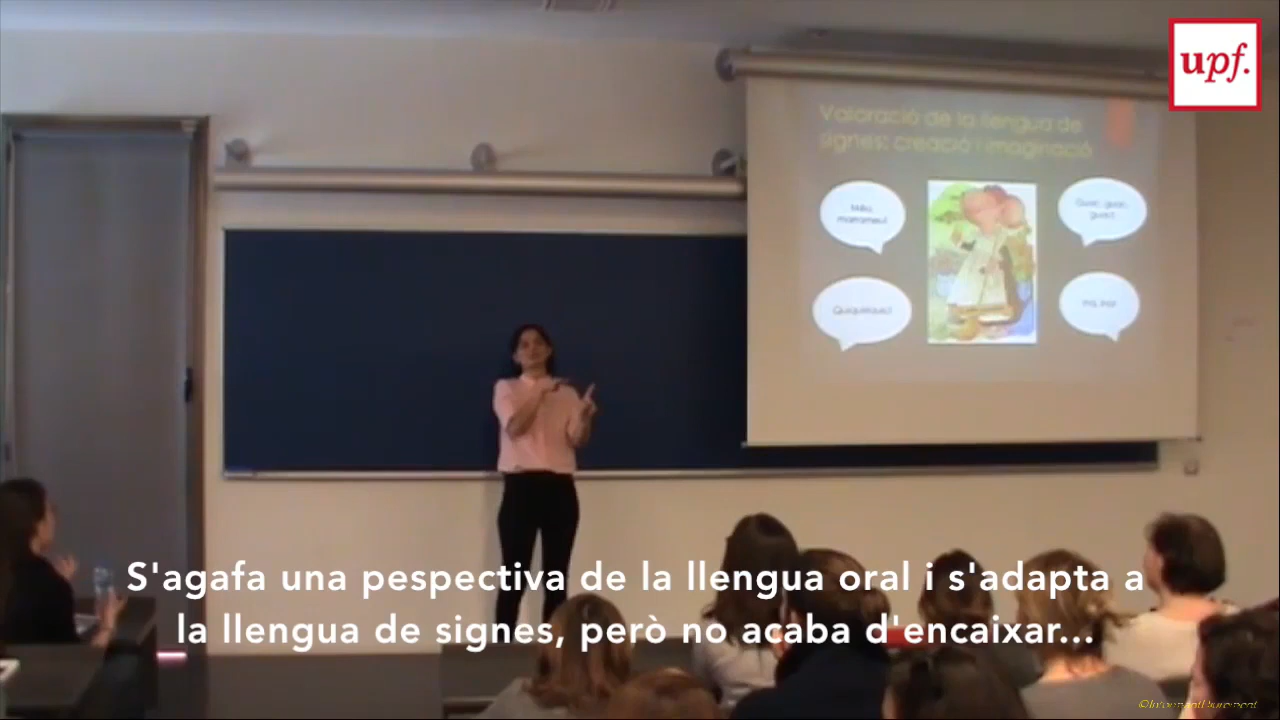 upf.
Valoració de la llengua de
signes: creació i imaginació
Quiquiriquic!
S'agafa una pespectiva de la llengua oral i s'adapta a
la llengua de signes, però no acaba d'encaixar...